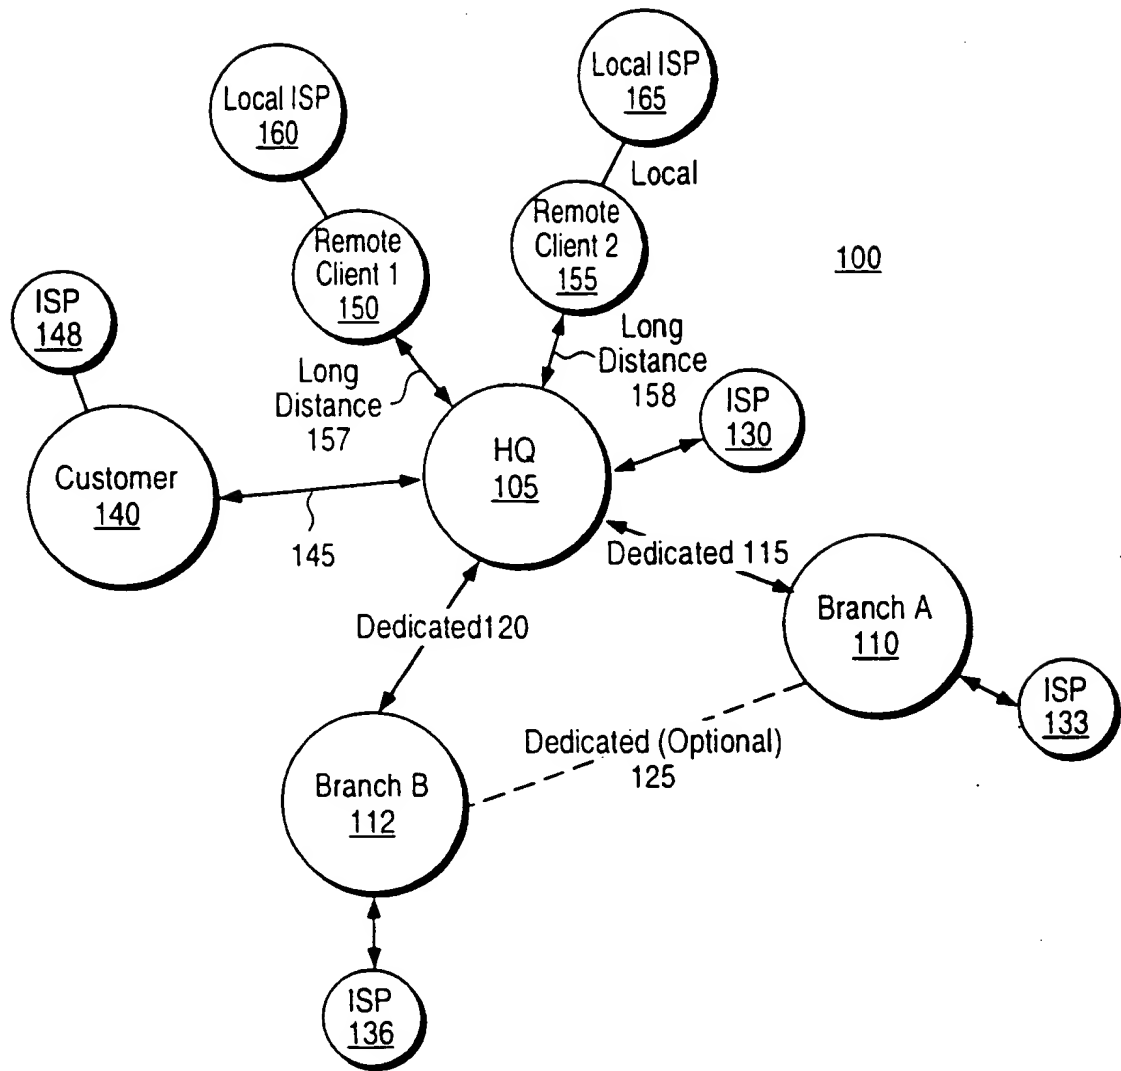 Local ISP
160
Local ISP
165
Local
Remote
Client 1
150
Remote
Client 2
155
100
ISP
148
Long
Distance
157
Long
Distance
158
ISP
130
Customer
140
HQ
105
145
Dedicated 115
Dedicated120
Branch A
110
ISP
133
Dedicated (Optional)
125
Branch B
112
ISP
136